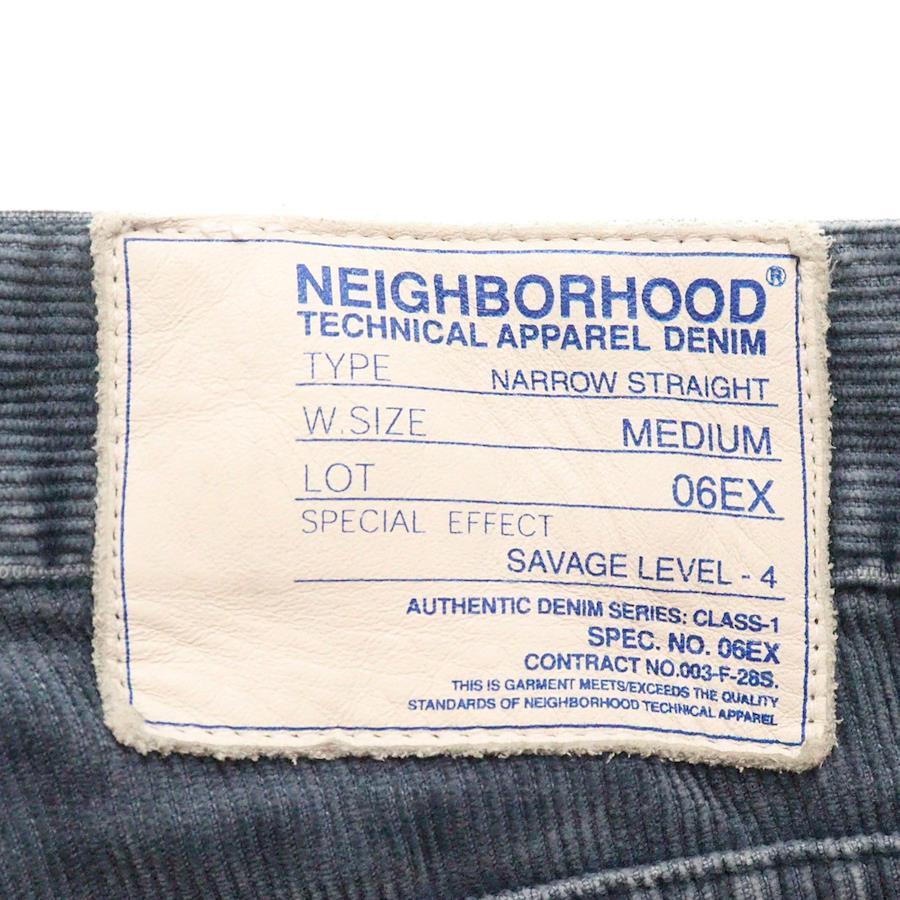 NEIGHBORHOOD®
TECHNICAL APPAREL DENIM
TYPE NARROW STRAIGHT
W.SIZE MEDIUM
LOT 06EX
SPECIAL EFFECT
SAVAGE LEVEL - 4
AUTHENTIC DENIM SERIES: CLASS-1
SPEC. NO. 06EX
CONTRACT NO.003-F-28S.
THIS IS GARMENT MEETS/EXCEEDS THE QUALITY
STANDARDS OF NEIGHBORHOOD TECHNICAL APPAREL